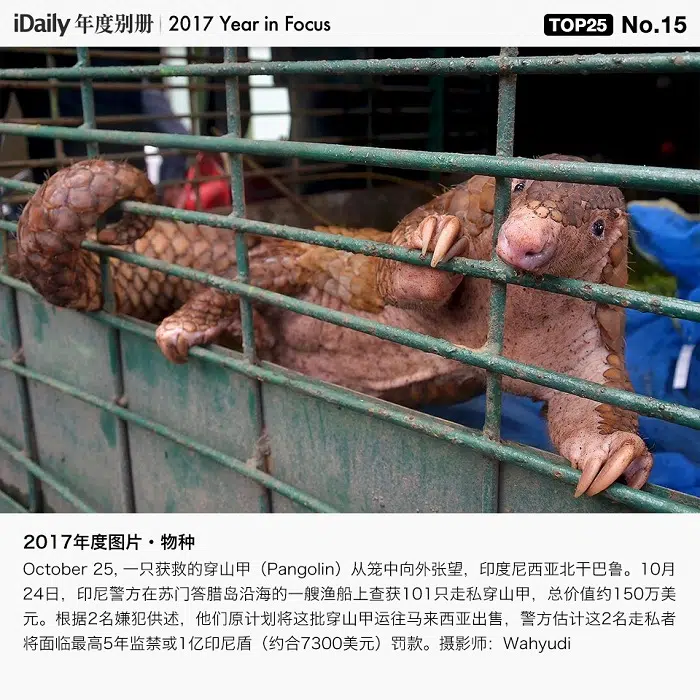 iDaily 年度别册 | 2017 Year in Focus TOP25 No.15
2017年度图片・物种
October 25, 一只获救的穿山甲（Pangolin）从笼中向外张望，印度尼西亚北干巴鲁。10月
24日，印尼警方在苏门答腊岛沿海的一艘渔船上查获101只走私穿山甲，总价值约150万美
元。根据2名嫌犯供述，他们原计划将这批穿山甲运往马来西亚出售，警方估计这2名走私者
将面临最高5年监禁或1亿印尼盾（约合7300美元）罚款。摄影师：Wahyudi